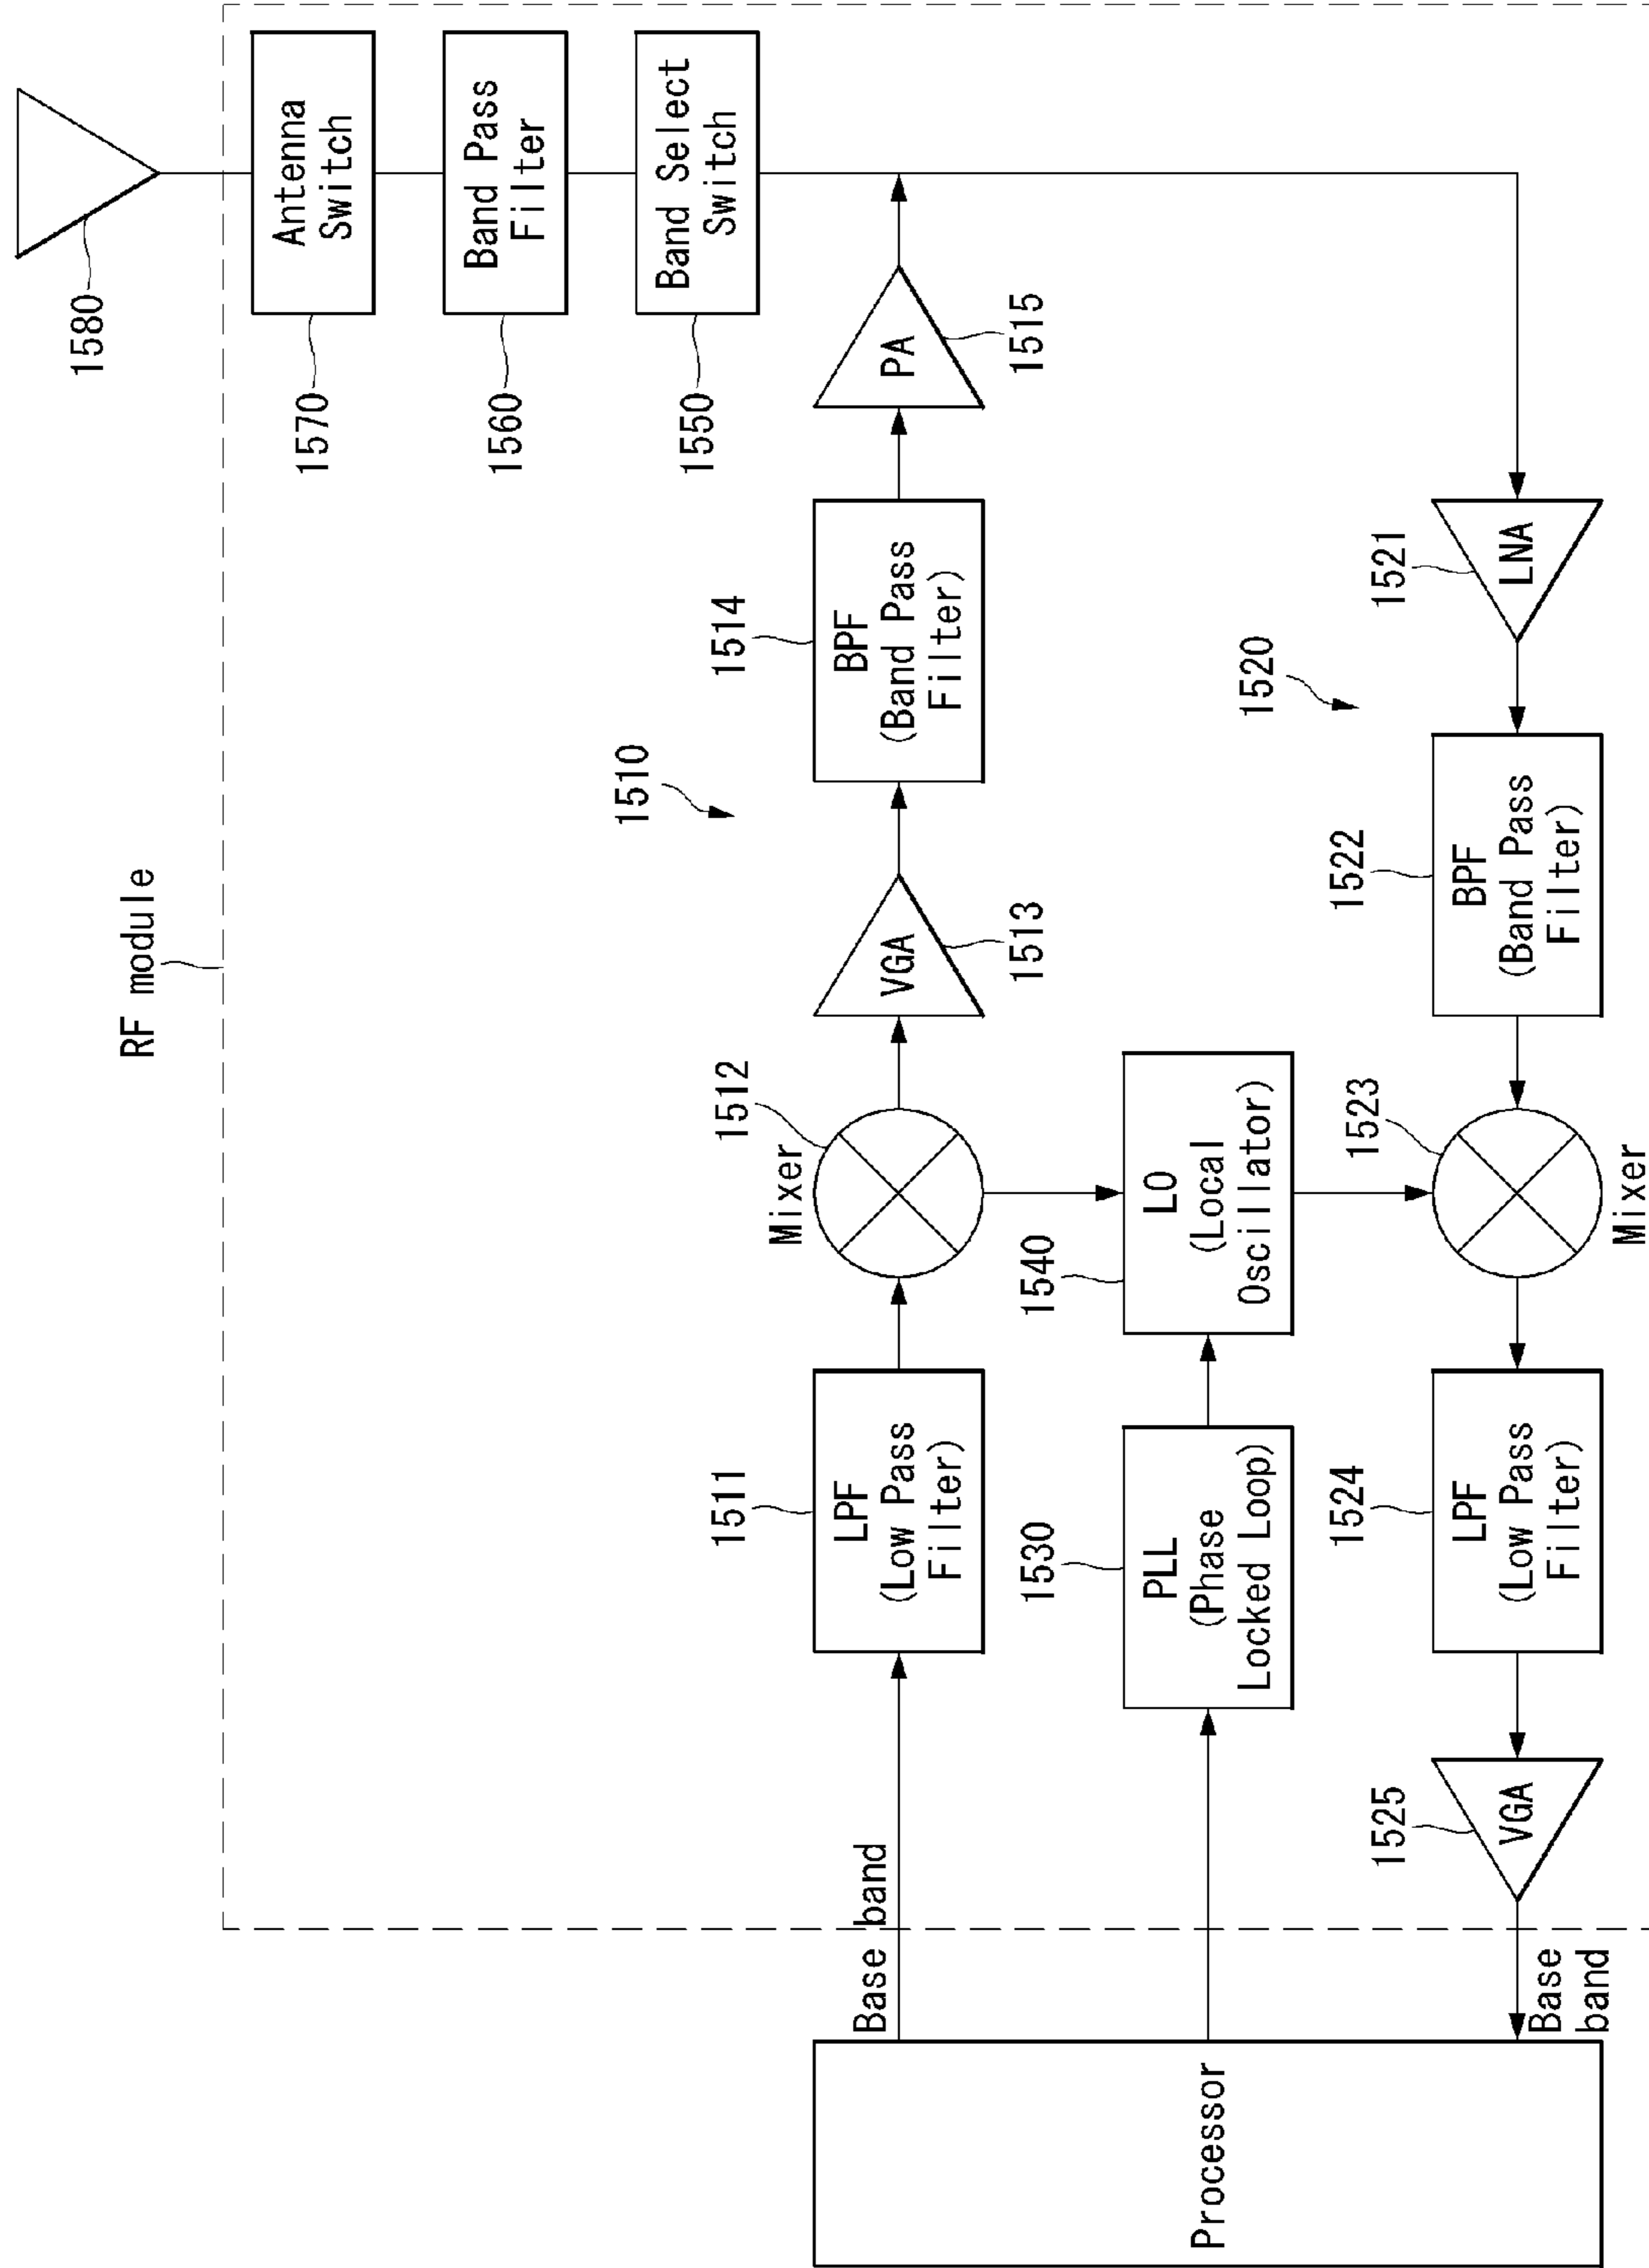 RF module
1580
Antenna
Switch
1570
Band Pass
Filter
1560
Band Select
Switch
1550
1510
Base band
1511
LPF
(Low Pass
Filter)
Mixer
1512
VGA
1513
1514
BPF
(Band Pass
Filter)
PA
1515
Processor
1530
PLL
(Phase
Locked Loop)
1540
LO
(Local
Oscillator)
1520
Base
band
1525
VGA
1524
LPF
(Low Pass
Filter)
1523
Mixer
1522
BPF
(Band Pass
Filter)
1521
LNA